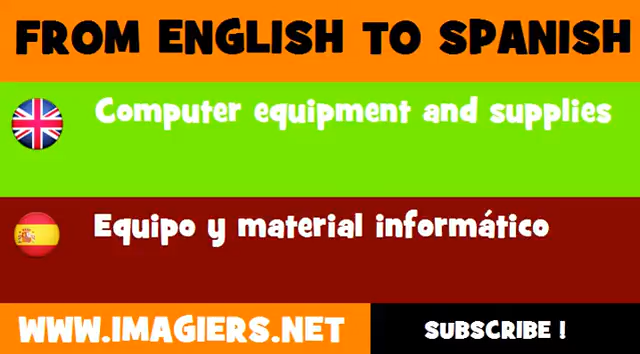 FROM ENGLISH TO SPANISH
Computer equipment and supplies
Equipo y material informático
WWW.IMAGIERS.NET
SUBSCRIBE !